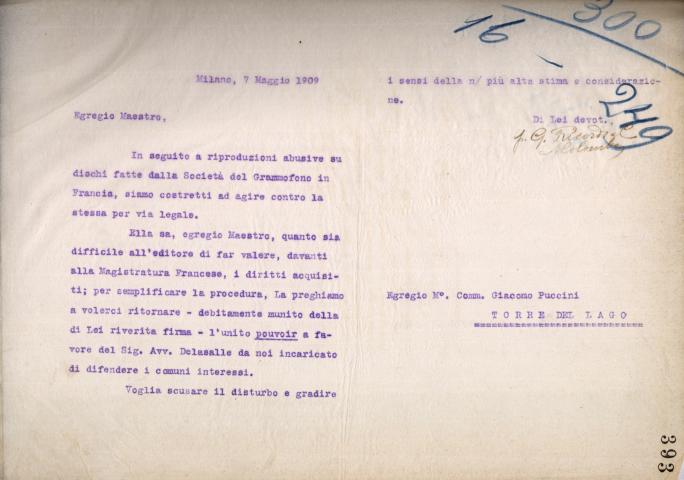 300
16 -
249
Milano, 7 Maggio 1909
Egregio Maestro,
In seguito a riproduzioni abusive su
dischi fatte dalla Società del Grammofono in
Francia, siamo costretti ad agire contro la
stessa per via legale.
Ella sa, egregio Maestro, quanto sia
difficile all'editore di far valere, davanti
alla Magistratura Francese, i diritti acquisi-
ti; per semplificare la procedura, La preghiamo
a volerci ritornare - debitamente munito della
di Lei riverita firma - l'unito pouvoir a fa-
vore del Sig. Avv. Delasalle da noi incaricato
di difendere i comuni interessi.
Voglia scusare il disturbo e gradire
i sensi della n/ più alta stima e considerazio-
ne.
Di Lei devot.,
p. G. Ricordi & C.
Egregio Mº. Comm. Giacomo Puccini
TORRE DEL LAGO
393